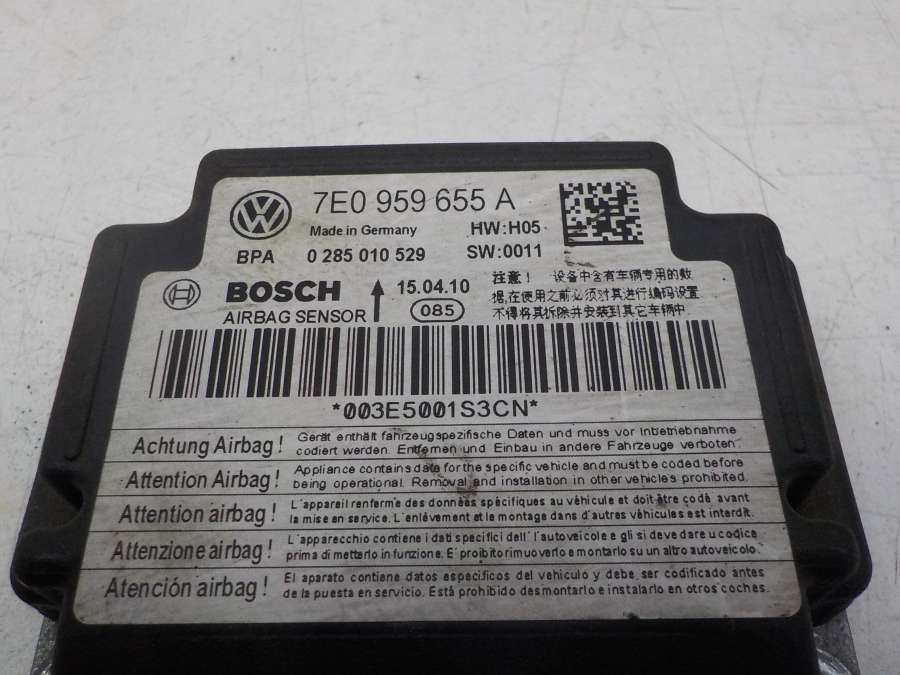 7E0 959 655 A
Made in Germany
HW:H05
BPA
0 285 010 529
SW:0011
BOSCH
15.04.10
AIRBAG SENSOR
085
注意! 设备中含有车辆专用的数
据,在使用之前必须对其进行编码设置
不得将其拆除并安装到其它车辆中
*003E5001S3CN*
Achtung Airbag!
Gerät enthält fahrzeugspezifische Daten und muss vor Inbetriebnahme
codiert werden. Entfernen und Einbau in andere Fahrzeuge verboten.
Attention Airbag!
Appliance contains data for the specific vehicle and must be coded before
being operational. Removal and installation in other vehicles prohibited.
Attention airbag!
L'appareil renferme des données spécifiques au véhicule et doit être codé avant
la mise en service. L'enlèvement et le montage dans d'autres véhicules est interdit.
Attenzione airbag!
L'apparecchio contiene i dati specifici dell'l'autoveicolo e gli si deve dare u codice
prima di metterlo in funzione. E' proibito rimuoverlo e montarlo su un altro autoveicolo.
Atención airbag!
El aparato contiene datos específicos del vehículo y debe ser codificado antes
de la puesta en servicio. Está prohibido desmontarlo e instalarlo en otros coches.